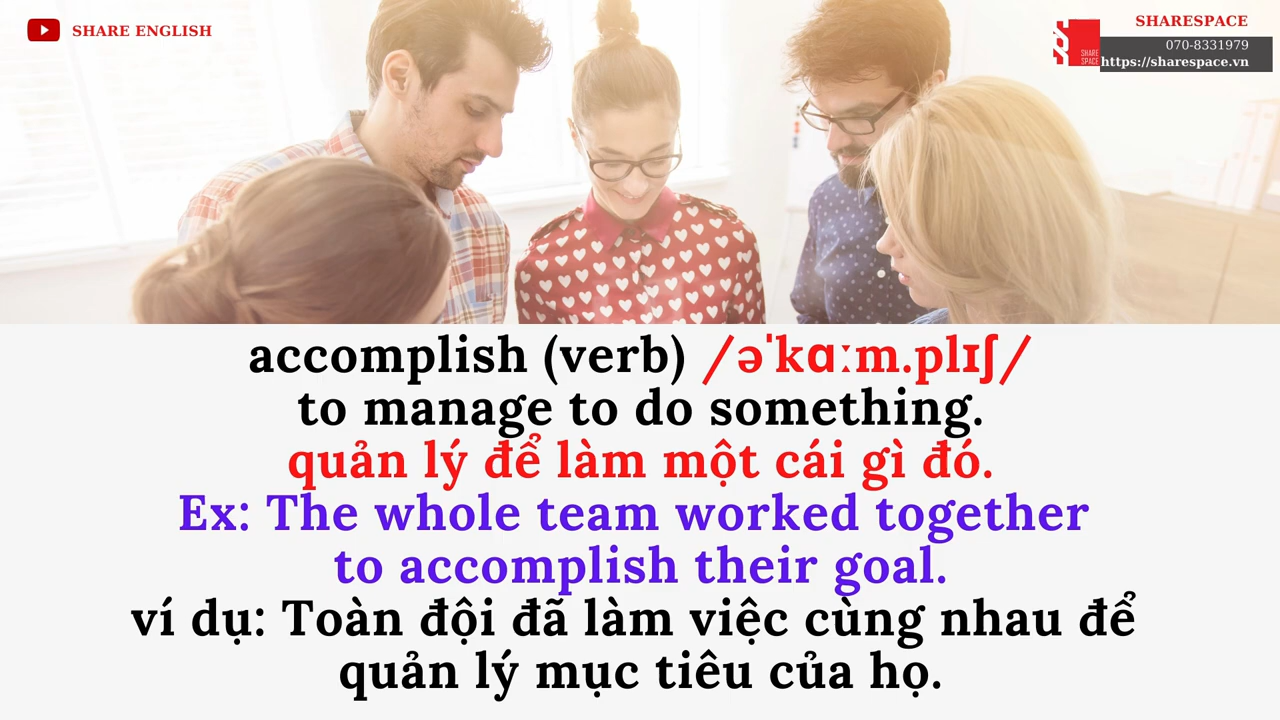 SHARE ENGLISH
SHARESPACE
070-8331979
https://sharespace.vn
SHARE
SPACE
accomplish (verb) /əˈkɑːm.plɪʃ/
to manage to do something.
quản lý để làm một cái gì đó.
Ex: The whole team worked together
to accomplish their goal.
ví dụ: Toàn đội đã làm việc cùng nhau để
quản lý mục tiêu của họ.